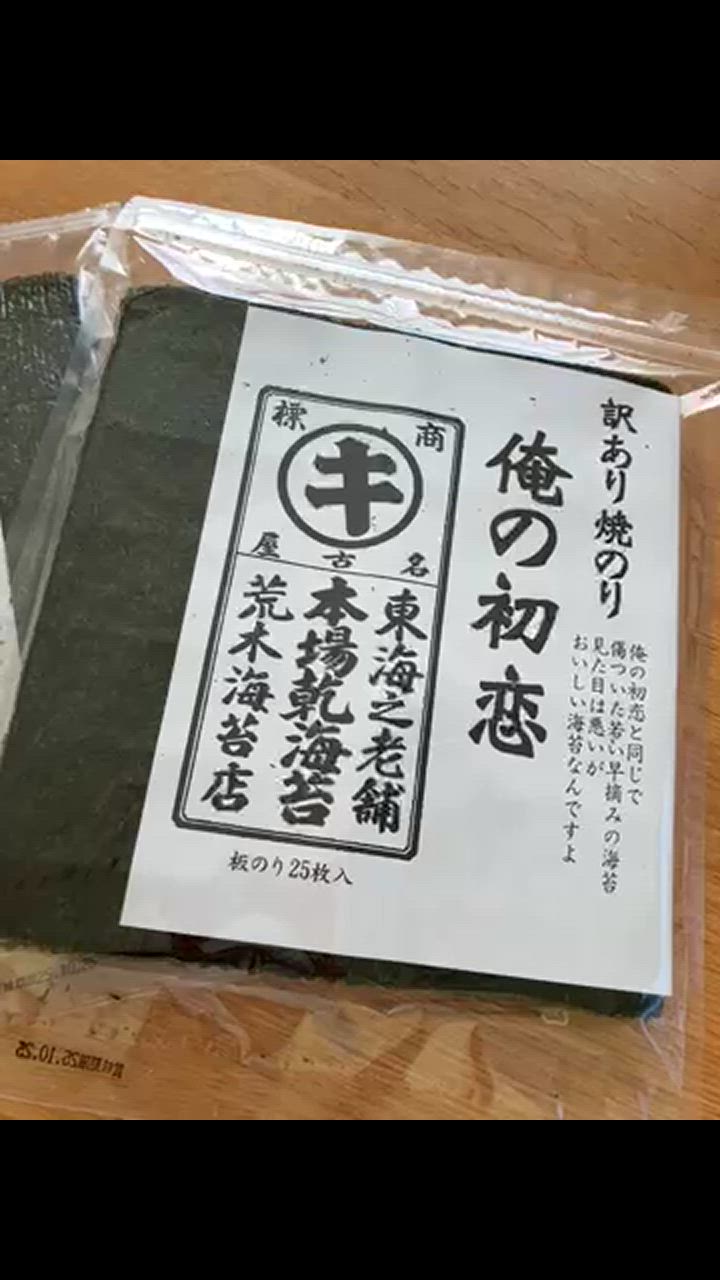 訳あり焼のり
俺の初恋と同じで
傷ついた若い早摘みの海苔
見た目は悪いが
おいしい海苔なんですよ
俺の初恋
商標
キ
名古屋
東海之老舗
本場乾海苔
荒木海苔店
板のり25枚入